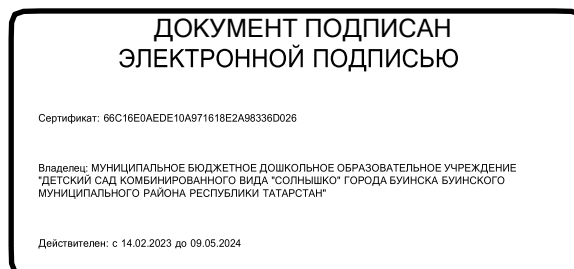 ДОКУМЕНТ ПОДПИСАН
ЭЛЕКТРОННОЙ ПОДПИСЬЮ
Сертификат: 66C16E0AEDE10A971618E2A98336D026
Владелец: МУНИЦИПАЛЬНОЕ БЮДЖЕТНОЕ ДОШКОЛЬНОЕ ОБРАЗОВАТЕЛЬНОЕ УЧРЕЖДЕНИЕ
"ДЕТСКИЙ САД КОМБИНИРОВАННОГО ВИДА "СОЛНЫШКО" ГОРОДА БУИНСКА БУИНСКОГО
МУНИЦИПАЛЬНОГО РАЙОНА РЕСПУБЛИКИ ТАТАРСТАН"
Действителен: с 14.02.2023 до 09.05.2024